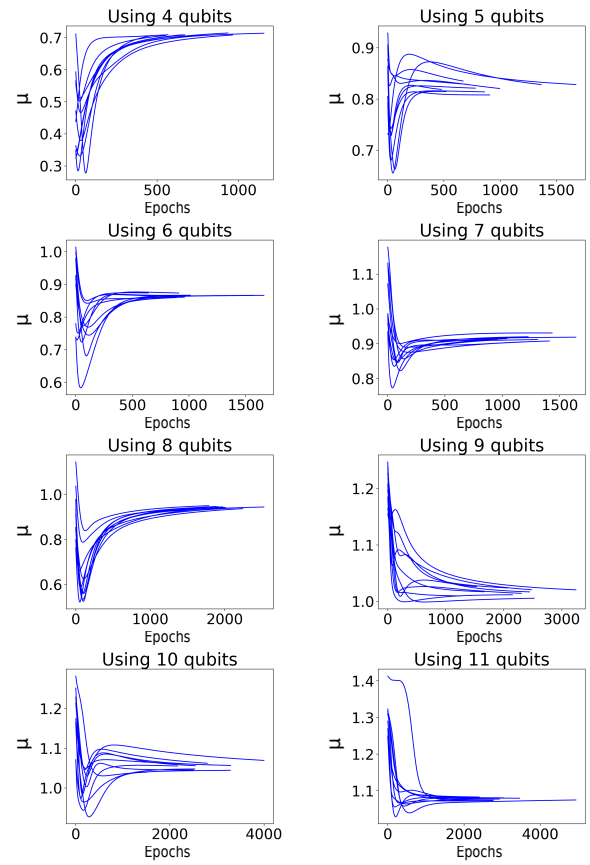 Using 4 qubits
0.7
0.6
0.5
0.4
0.3
μ
0
500
1000
Epochs
Using 5 qubits
0.9
0.8
0.7
μ
0
500
1000
1500
Epochs
Using 6 qubits
1.0
0.9
0.8
0.7
0.6
μ
0
500
1000
1500
Epochs
Using 7 qubits
1.1
1.0
0.9
0.8
μ
0
500
1000
1500
Epochs
Using 8 qubits
1.0
0.8
0.6
μ
0
1000
2000
Epochs
Using 9 qubits
1.2
1.1
1.0
μ
0
1000
2000
3000
Epochs
Using 10 qubits
1.2
1.1
1.0
μ
0
2000
4000
Epochs
Using 11 qubits
1.4
1.3
1.2
1.1
μ
0
2000
4000
Epochs